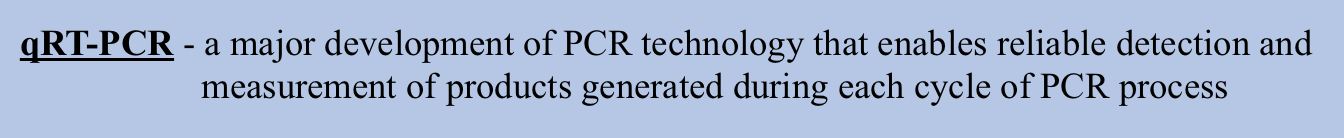 qRT-PCR - a major development of PCR technology that enables reliable detection and
measurement of products generated during each cycle of PCR process